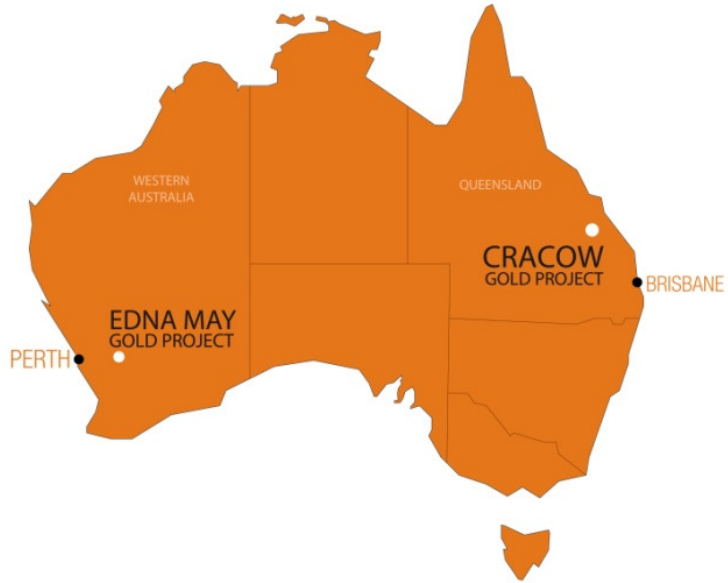 WESTERN
AUSTRALIA
QUEENSLAND
CRACOW
GOLD PROJECT
BRISBANE
EDNA MAY
GOLD PROJECT
PERTH